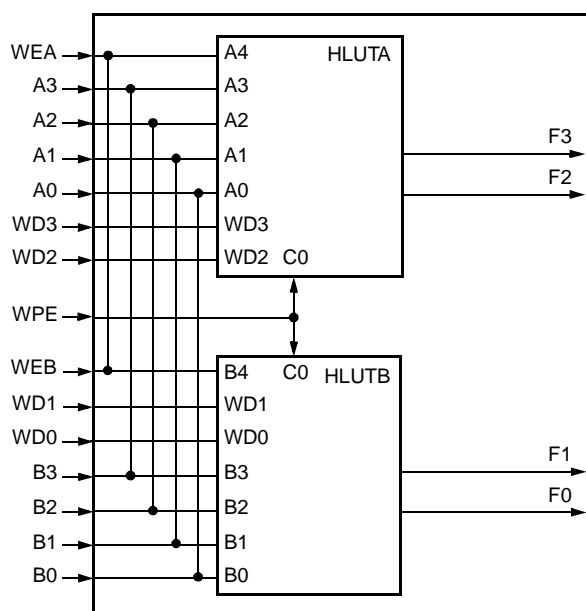 WEA A4 HLUTA
A3 A3
A2 A2
A1 A1 F3
A0 A0 F2
WD3 WD3
WD2 WD2 C0
WPE
WEB B4 C0 HLUTB
WD1 WD1
WD0 WD0
B3 B3 F1
B2 B2 F0
B1 B1
B0 B0